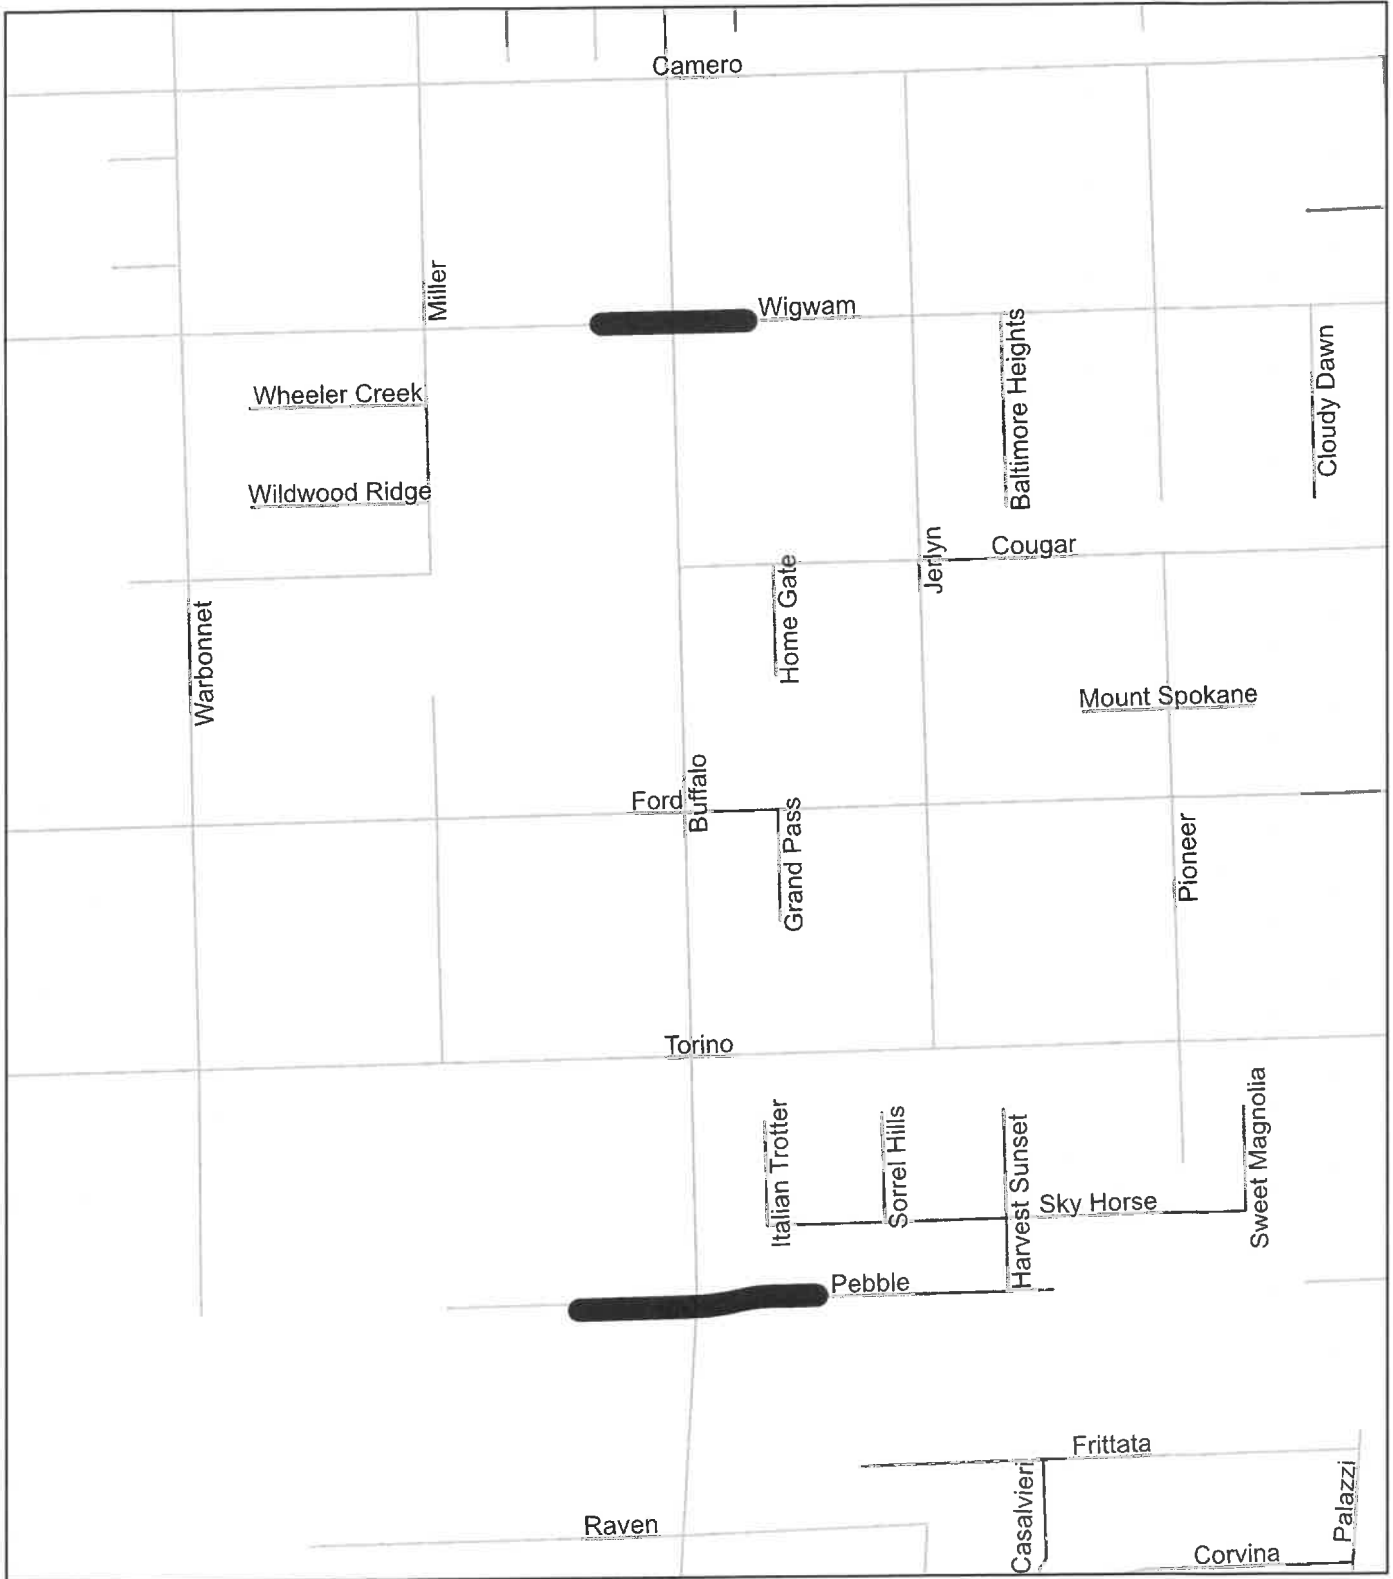 Camero
Miller
Wigwam
Baltimore Heights
Cloudy Dawn
Wheeler Creek
Wildwood Ridge
Jerlyn
Cougar
Home Gate
Warbonnet
Mount Spokane
Ford
Buffalo
Grand Pass
Pioneer
Torino
Italian Trotter
Sorrel Hills
Harvest Sunset
Sky Horse
Sweet Magnolia
Pebble
Frittata
Casalvieri
Palazzi
Raven
Corvina